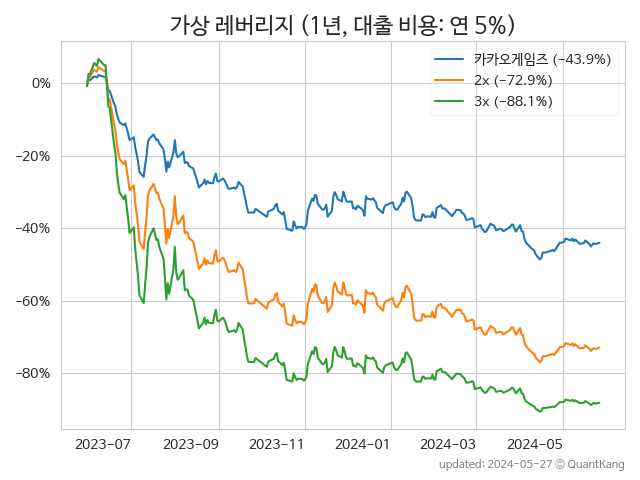 가상 레버리지 (1년, 대출 비용: 연 5%)
카카오게임즈 (−43.9%)
2x (−72.9%)
3x (−88.1%)
0%
−20%
−40%
−60%
−80%
2023-07 2023-09 2023-11 2024-01 2024-03 2024-05
updated: 2024-05-27 © QuantKang